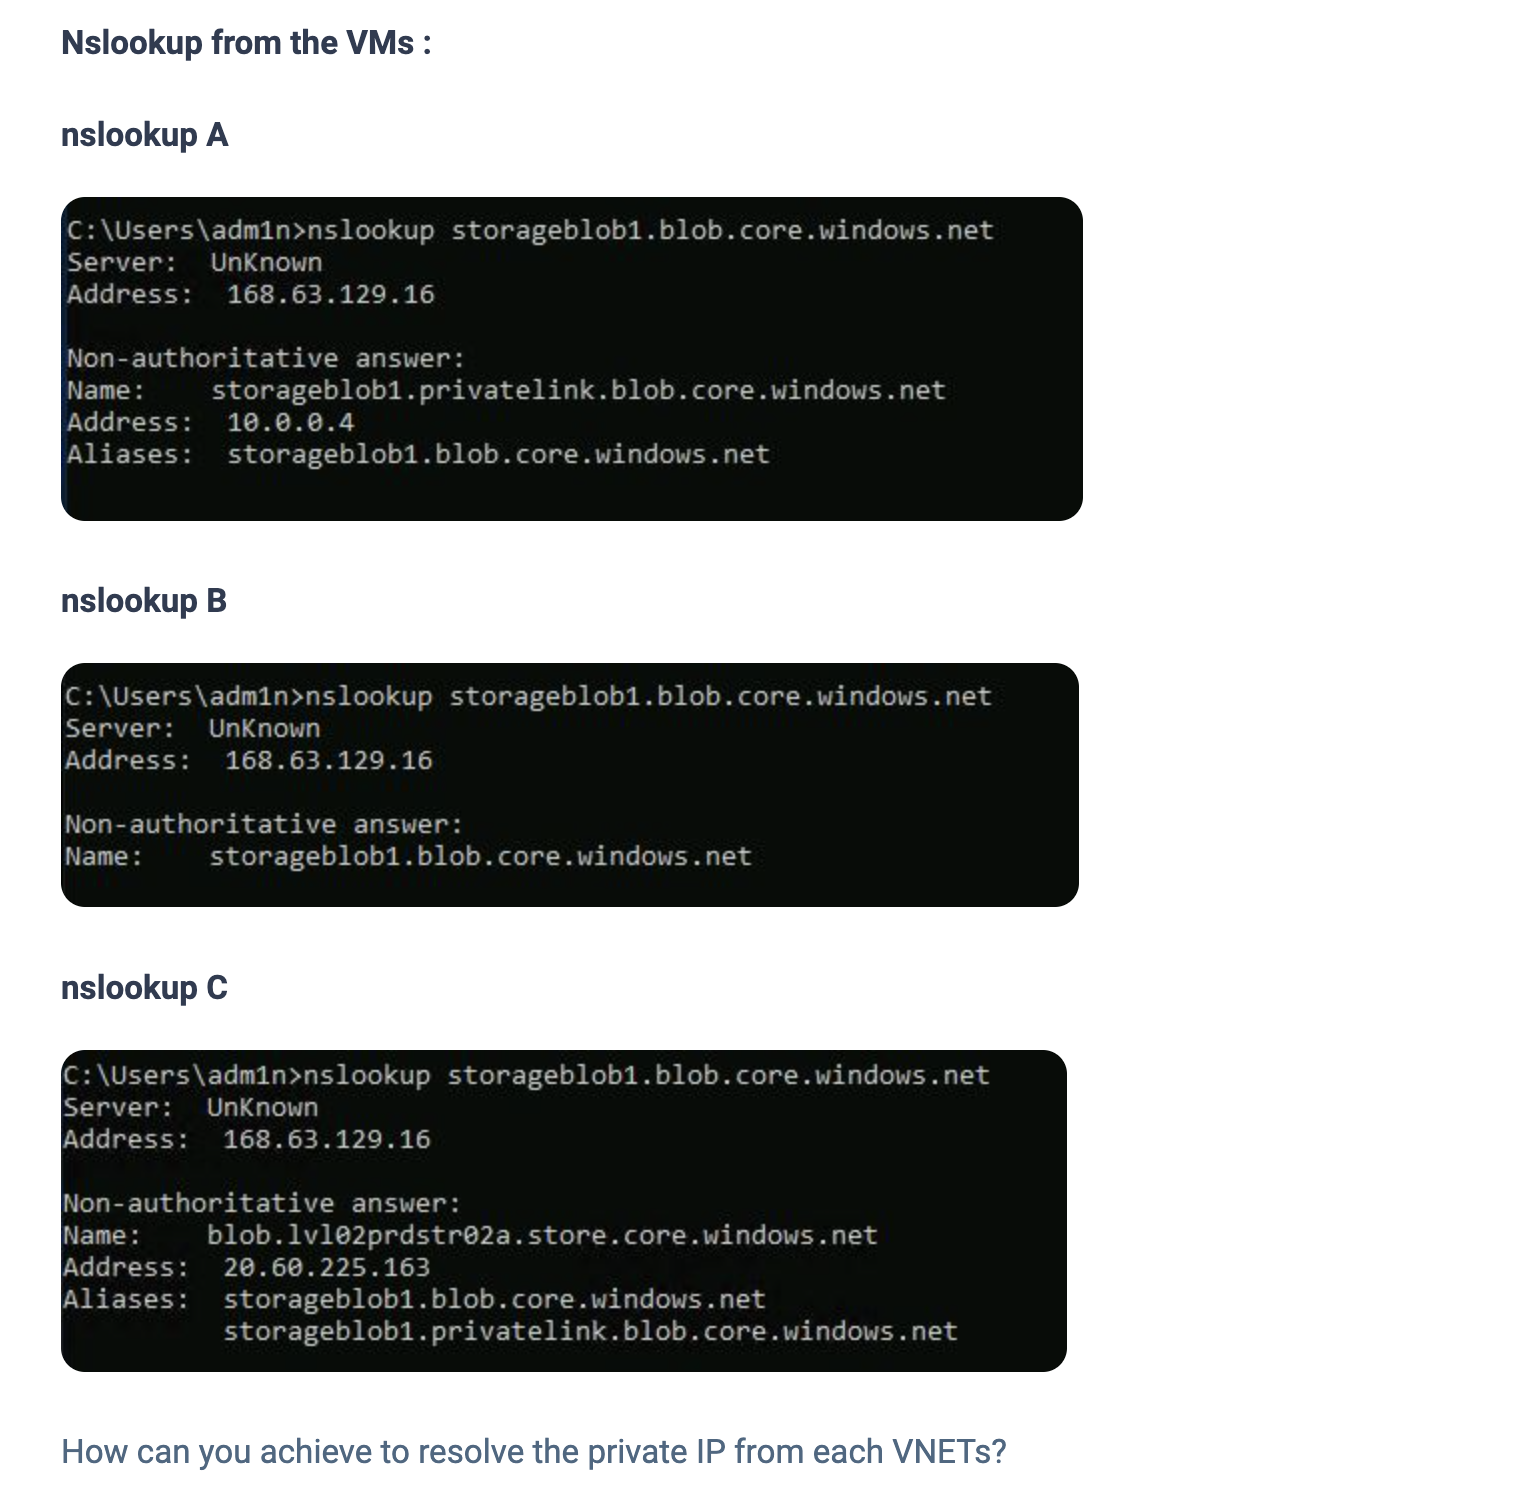 Nslookup from the VMs :
nslookup A
C:\Users\adm1n>nslookup storageblob1.blob.core.windows.net
Server:  UnKnown
Address:  168.63.129.16
Non-authoritative answer:
Name:    storageblob1.privatelink.blob.core.windows.net
Address:  10.0.0.4
Aliases:  storageblob1.blob.core.windows.net
nslookup B
C:\Users\adm1n>nslookup storageblob1.blob.core.windows.net
Server:  UnKnown
Address:  168.63.129.16
Non-authoritative answer:
Name:    storageblob1.blob.core.windows.net
nslookup C
C:\Users\adm1n>nslookup storageblob1.blob.core.windows.net
Server:  UnKnown
Address:  168.63.129.16
Non-authoritative answer:
Name:    blob.lvl02prdstr02a.store.core.windows.net
Address:  20.60.225.163
Aliases:  storageblob1.blob.core.windows.net
storageblob1.privatelink.blob.core.windows.net
How can you achieve to resolve the private IP from each VNETs?